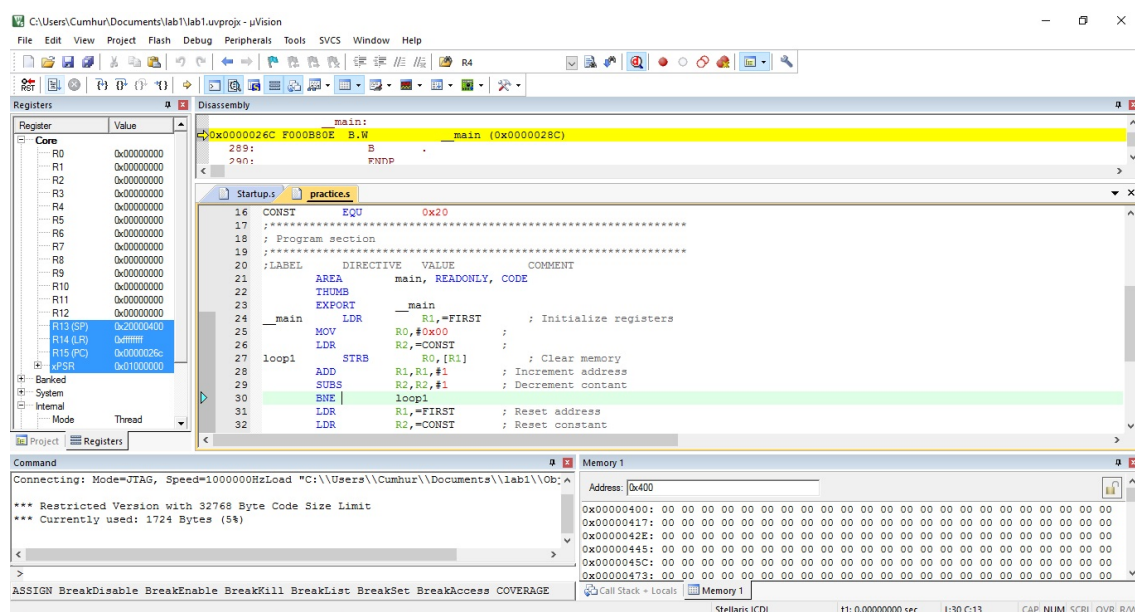 C:\Users\Cumhur\Documents\lab1\lab1.uvprojx - µVision
File Edit View Project Flash Debug Peripherals Tools SVCS Window Help
R4
RST
Registers
Register Value
Core
R0 0x00000000
R1 0x00000000
R2 0x00000000
R3 0x00000000
R4 0x00000000
R5 0x00000000
R6 0x00000000
R7 0x00000000
R8 0x00000000
R9 0x00000000
R10 0x00000000
R11 0x00000000
R12 0x00000000
R13 (SP) 0x20000400
R14 (LR) 0xffffffff
R15 (PC) 0x0000026c
xPSR 0x01000000
Banked
System
Internal
Mode Thread
Project Registers
Disassembly
__main:
0x0000026C F000B80E B.W __main (0x0000028C)
289: B .
290: ENDP
Startup.s practice.s
16 CONST EQU 0x20
17 ;***************************************************************
18 ; Program section
19 ;***************************************************************
20 ;LABEL DIRECTIVE VALUE COMMENT
21 AREA main, READONLY, CODE
22 THUMB
23 EXPORT __main
24 __main LDR R1,=FIRST ; Initialize registers
25 MOV R0,#0x00 ;
26 LDR R2,=CONST ;
27 loop1 STRB R0,[R1] ; Clear memory
28 ADD R1,R1,#1 ; Increment address
29 SUBS R2,R2,#1 ; Decrement contant
30 BNE loop1
31 LDR R1,=FIRST ; Reset address
32 LDR R2,=CONST ; Reset constant
Command
Connecting: Mode=JTAG, Speed=1000000HzLoad "C:\\Users\\Cumhur\\Documents\\lab1\\Obj
*** Restricted Version with 32768 Byte Code Size Limit
*** Currently used: 1724 Bytes (5%)
>
ASSIGN BreakDisable BreakEnable BreakKill BreakList BreakSet BreakAccess COVERAGE
Memory 1
Address: 0x400
0x00000400: 00 00 00 00 00 00 00 00 00 00 00 00 00 00 00 00 00 00 00 00 00 00 00
0x00000417: 00 00 00 00 00 00 00 00 00 00 00 00 00 00 00 00 00 00 00 00 00 00 00
0x0000042E: 00 00 00 00 00 00 00 00 00 00 00 00 00 00 00 00 00 00 00 00 00 00 00
0x00000445: 00 00 00 00 00 00 00 00 00 00 00 00 00 00 00 00 00 00 00 00 00 00 00
0x0000045C: 00 00 00 00 00 00 00 00 00 00 00 00 00 00 00 00 00 00 00 00 00 00 00
0x00000473: 00 00 00 00 00 00 00 00 00 00 00 00 00 00 00 00 00 00 00 00 00 00 00
Call Stack + Locals Memory 1
Stellaris ICDI t1: 0.00000000 sec L:30 C:13 CAP NUM SCRL OVR R/W